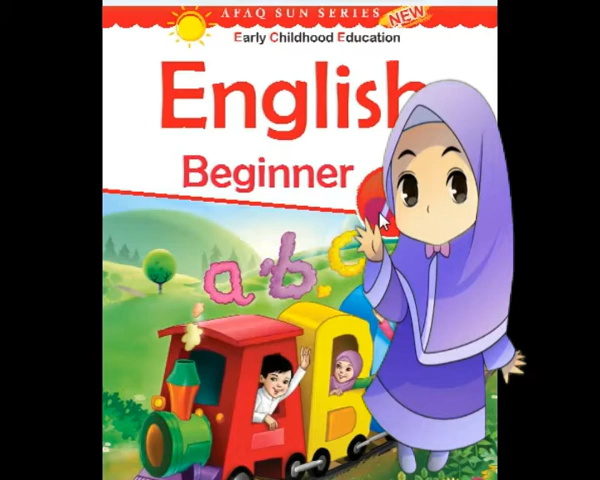 AFAQ SUN SERIES NEW
Early Childhood Education
English
Beginner
a b c
A B